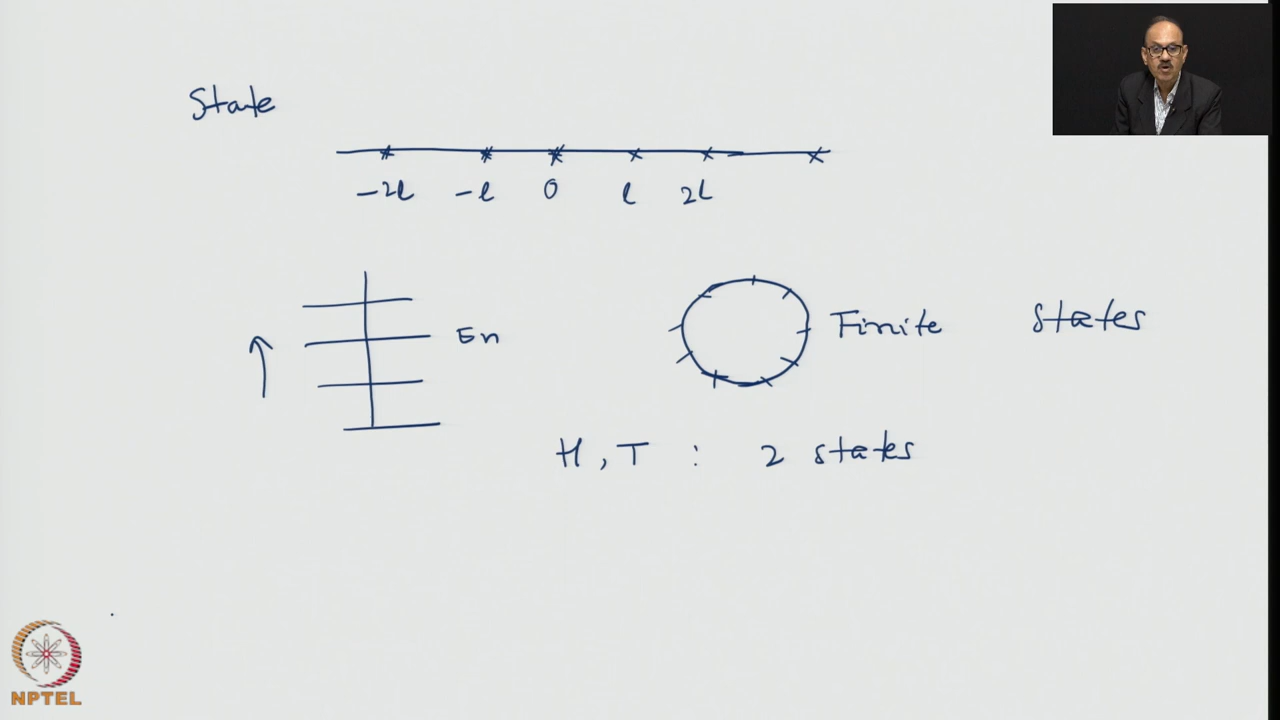 State
-2l -l 0 l 2l
En
Finite States
H, T : 2 states
NPTEL